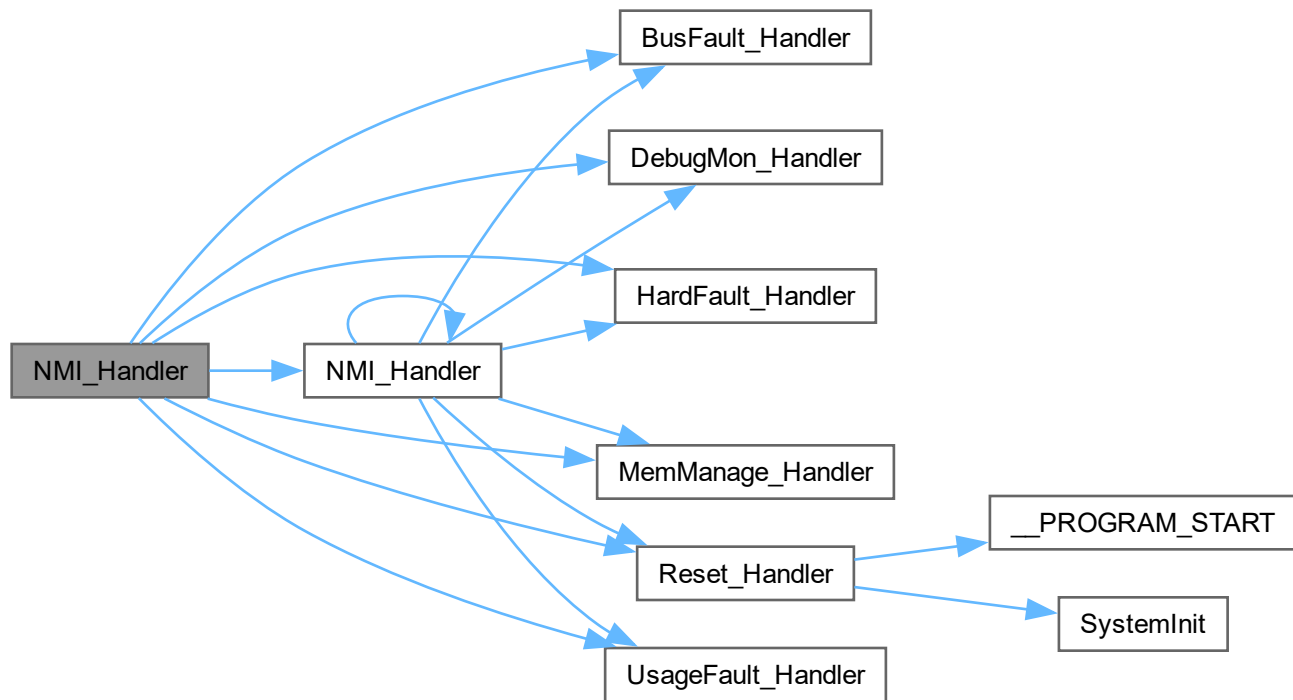 BusFault_Handler
DebugMon_Handler
HardFault_Handler
NMI_Handler
NMI_Handler
MemManage_Handler
__PROGRAM_START
Reset_Handler
SystemInit
UsageFault_Handler